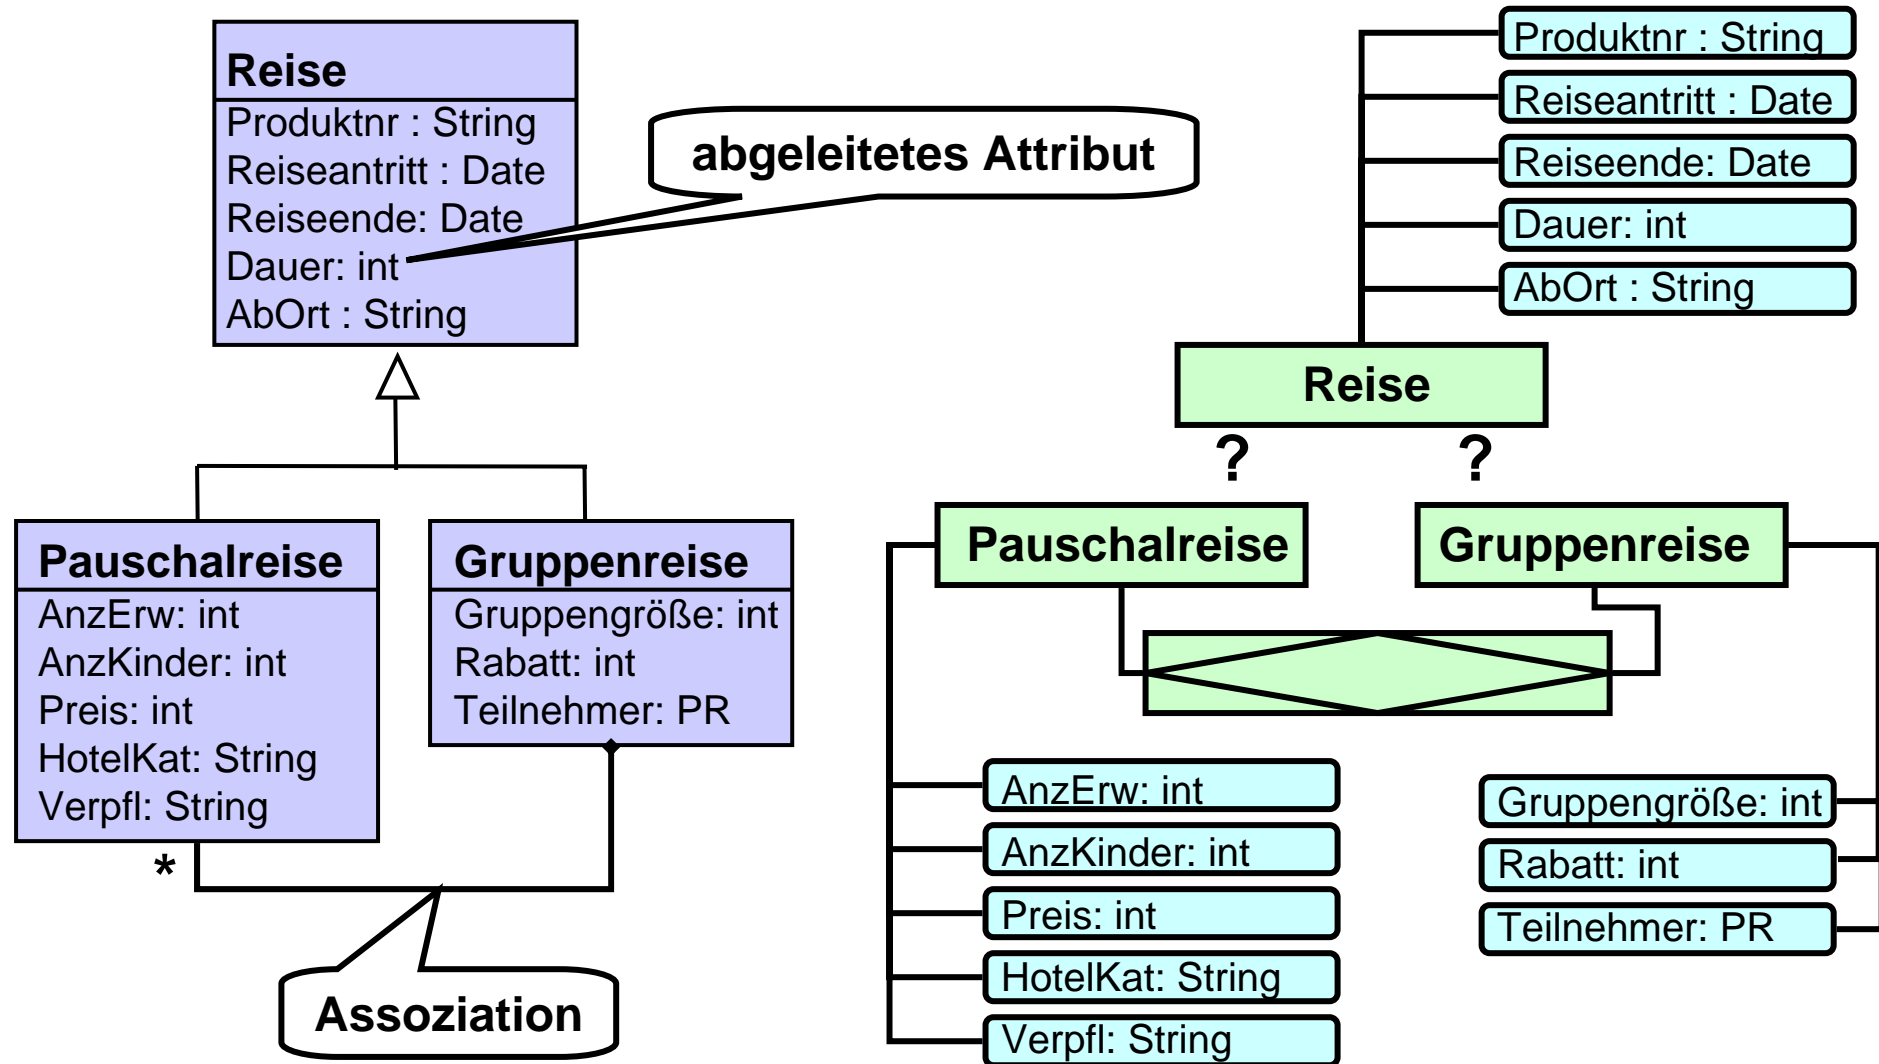 Reise
Produktnr : String
Reiseantritt : Date
Reiseende: Date
Dauer: int
AbOrt : String
abgeleitetes Attribut
Pauschalreise
AnzErw: int
AnzKinder: int
Preis: int
HotelKat: String
Verpfl: String
*
Gruppenreise
Gruppengröße: int
Rabatt: int
Teilnehmer: PR
Assoziation
Produktnr : String
Reiseantritt : Date
Reiseende: Date
Dauer: int
AbOrt : String
Reise
? ?
Pauschalreise
Gruppenreise
AnzErw: int
AnzKinder: int
Preis: int
HotelKat: String
Verpfl: String
Gruppengröße: int
Rabatt: int
Teilnehmer: PR